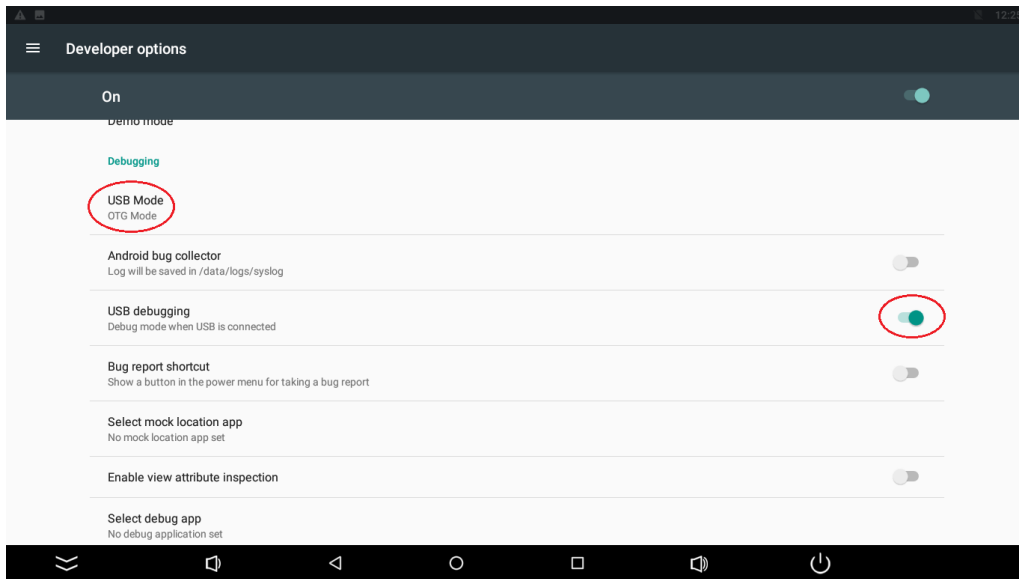 12:25
Developer options
On
Demo mode
Debugging
USB Mode
OTG Mode
Android bug collector
Log will be saved in /data/logs/syslog
USB debugging
Debug mode when USB is connected
Bug report shortcut
Show a button in the power menu for taking a bug report
Select mock location app
No mock location app set
Enable view attribute inspection
Select debug app
No debug application set